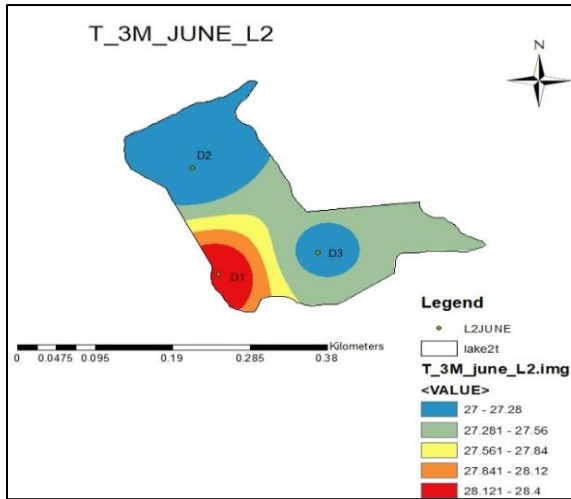 T_3M_JUNE_L2
N
D2
D3
D1
Legend
L2JUNE
lake2t
T_3M_june_L2.img
<VALUE>
27 - 27.28
27.281 - 27.56
27.561 - 27.84
27.841 - 28.12
28.121 - 28.4
Kilometers
0 0.0475 0.095 0.19 0.285 0.38